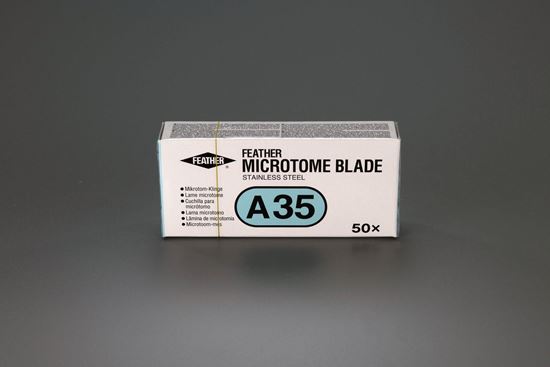 FEATHER
®
FEATHER
MICROTOME BLADE
STAINLESS STEEL
● Mikrotom-Klinge
● Lame microtome
● Cuchilla para
micrótomo
● Lama microtomo
● Lâmina de microtomia
● Microtoom-mes
A35
50×